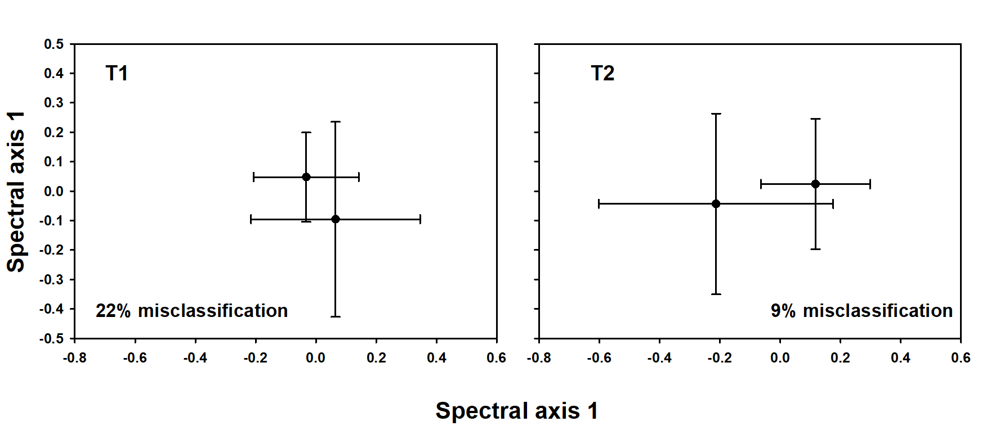 T1
T2
0.5
0.4
0.3
0.2
0.1
0.0
-0.1
-0.2
-0.3
-0.4
-0.5
Spectral axis 1
22% misclassification
9% misclassification
-0.8 -0.6 -0.4 -0.2 0.0 0.2 0.4 0.6
-0.8 -0.6 -0.4 -0.2 0.0 0.2 0.4 0.6
Spectral axis 1